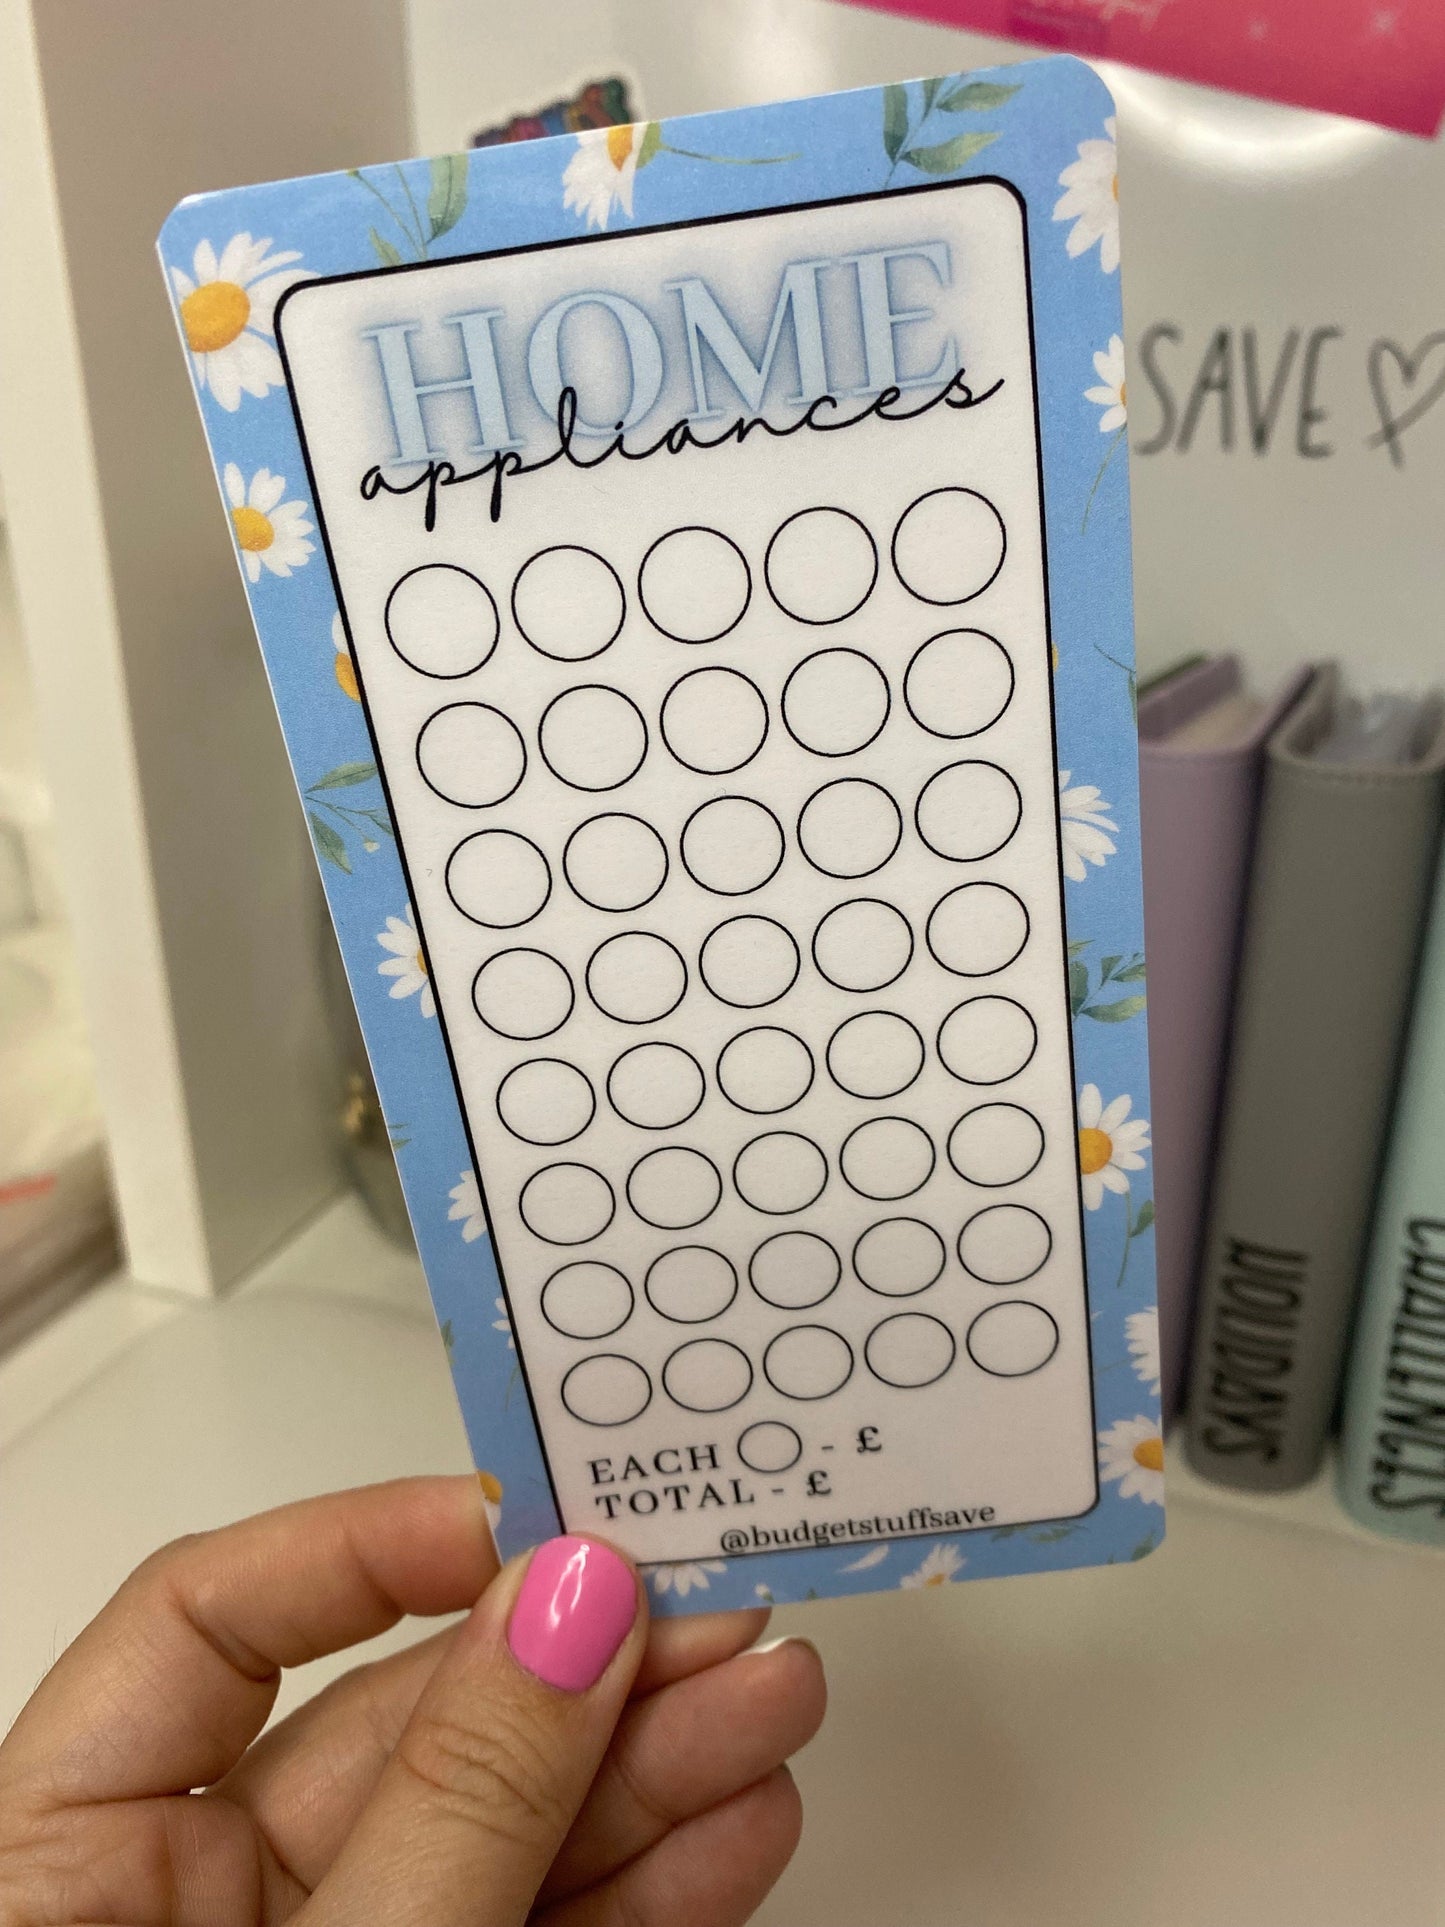 HOME
appliances
EACH - £
TOTAL - £
@budgetstuffsave
SAVE
HOLIDAYS
CHALLENGES